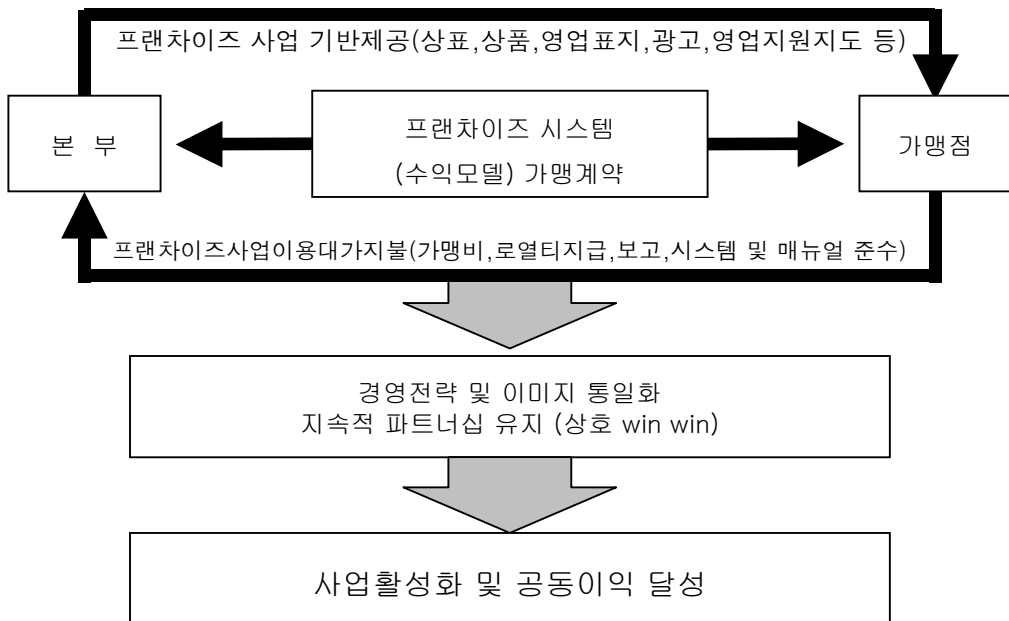 프랜차이즈 사업 기반제공(상표,상품,영업표지,광고,영업지원지도 등)
본 부
프랜차이즈 시스템
(수익모델) 가맹계약
가맹점
프랜차이즈사업이용대가지불(가맹비,로열티지급,보고,시스템 및 매뉴얼 준수)
경영전략 및 이미지 통일화
지속적 파트너십 유지 (상호 win win)
사업활성화 및 공동이익 달성